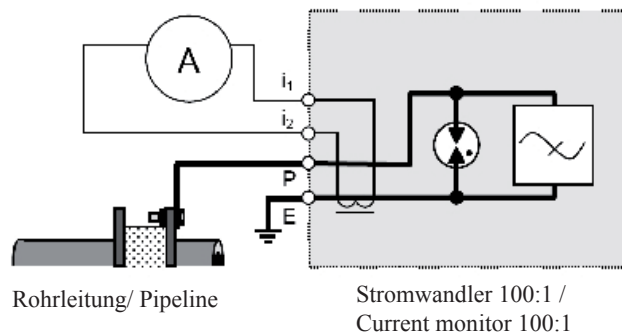 A
i1
i2
P
E
Rohrleitung/ Pipeline
Stromwandler 100:1 /
Current monitor 100:1